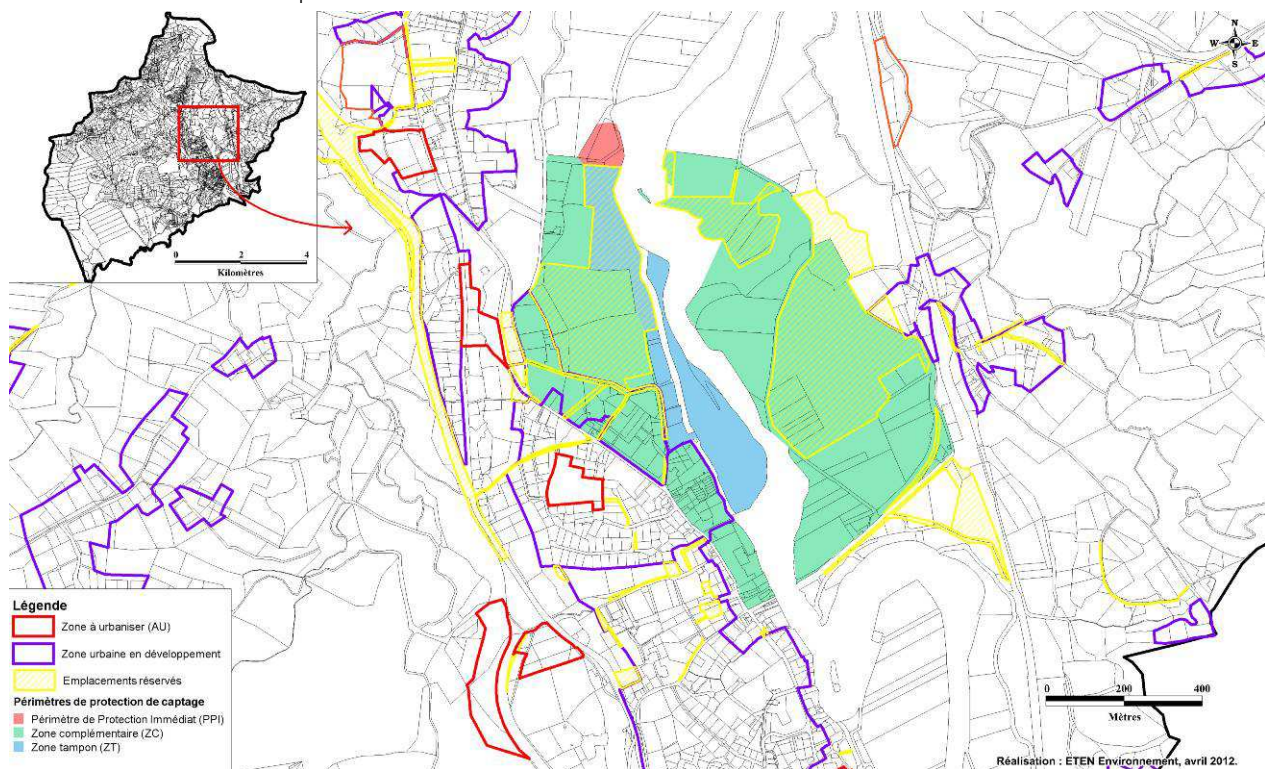 N
W E
S
0 2 4
Kilomètres
Légende
Zone à urbaniser (AU)
Zone urbaine en développement
Emplacements réservés
Périmètres de protection de captage
Périmètre de Protection Immédiat (PPI)
Zone complémentaire (ZC)
Zone tampon (ZT)
0 200 400
Mètres
Réalisation : ETEN Environnement, avril 2012.